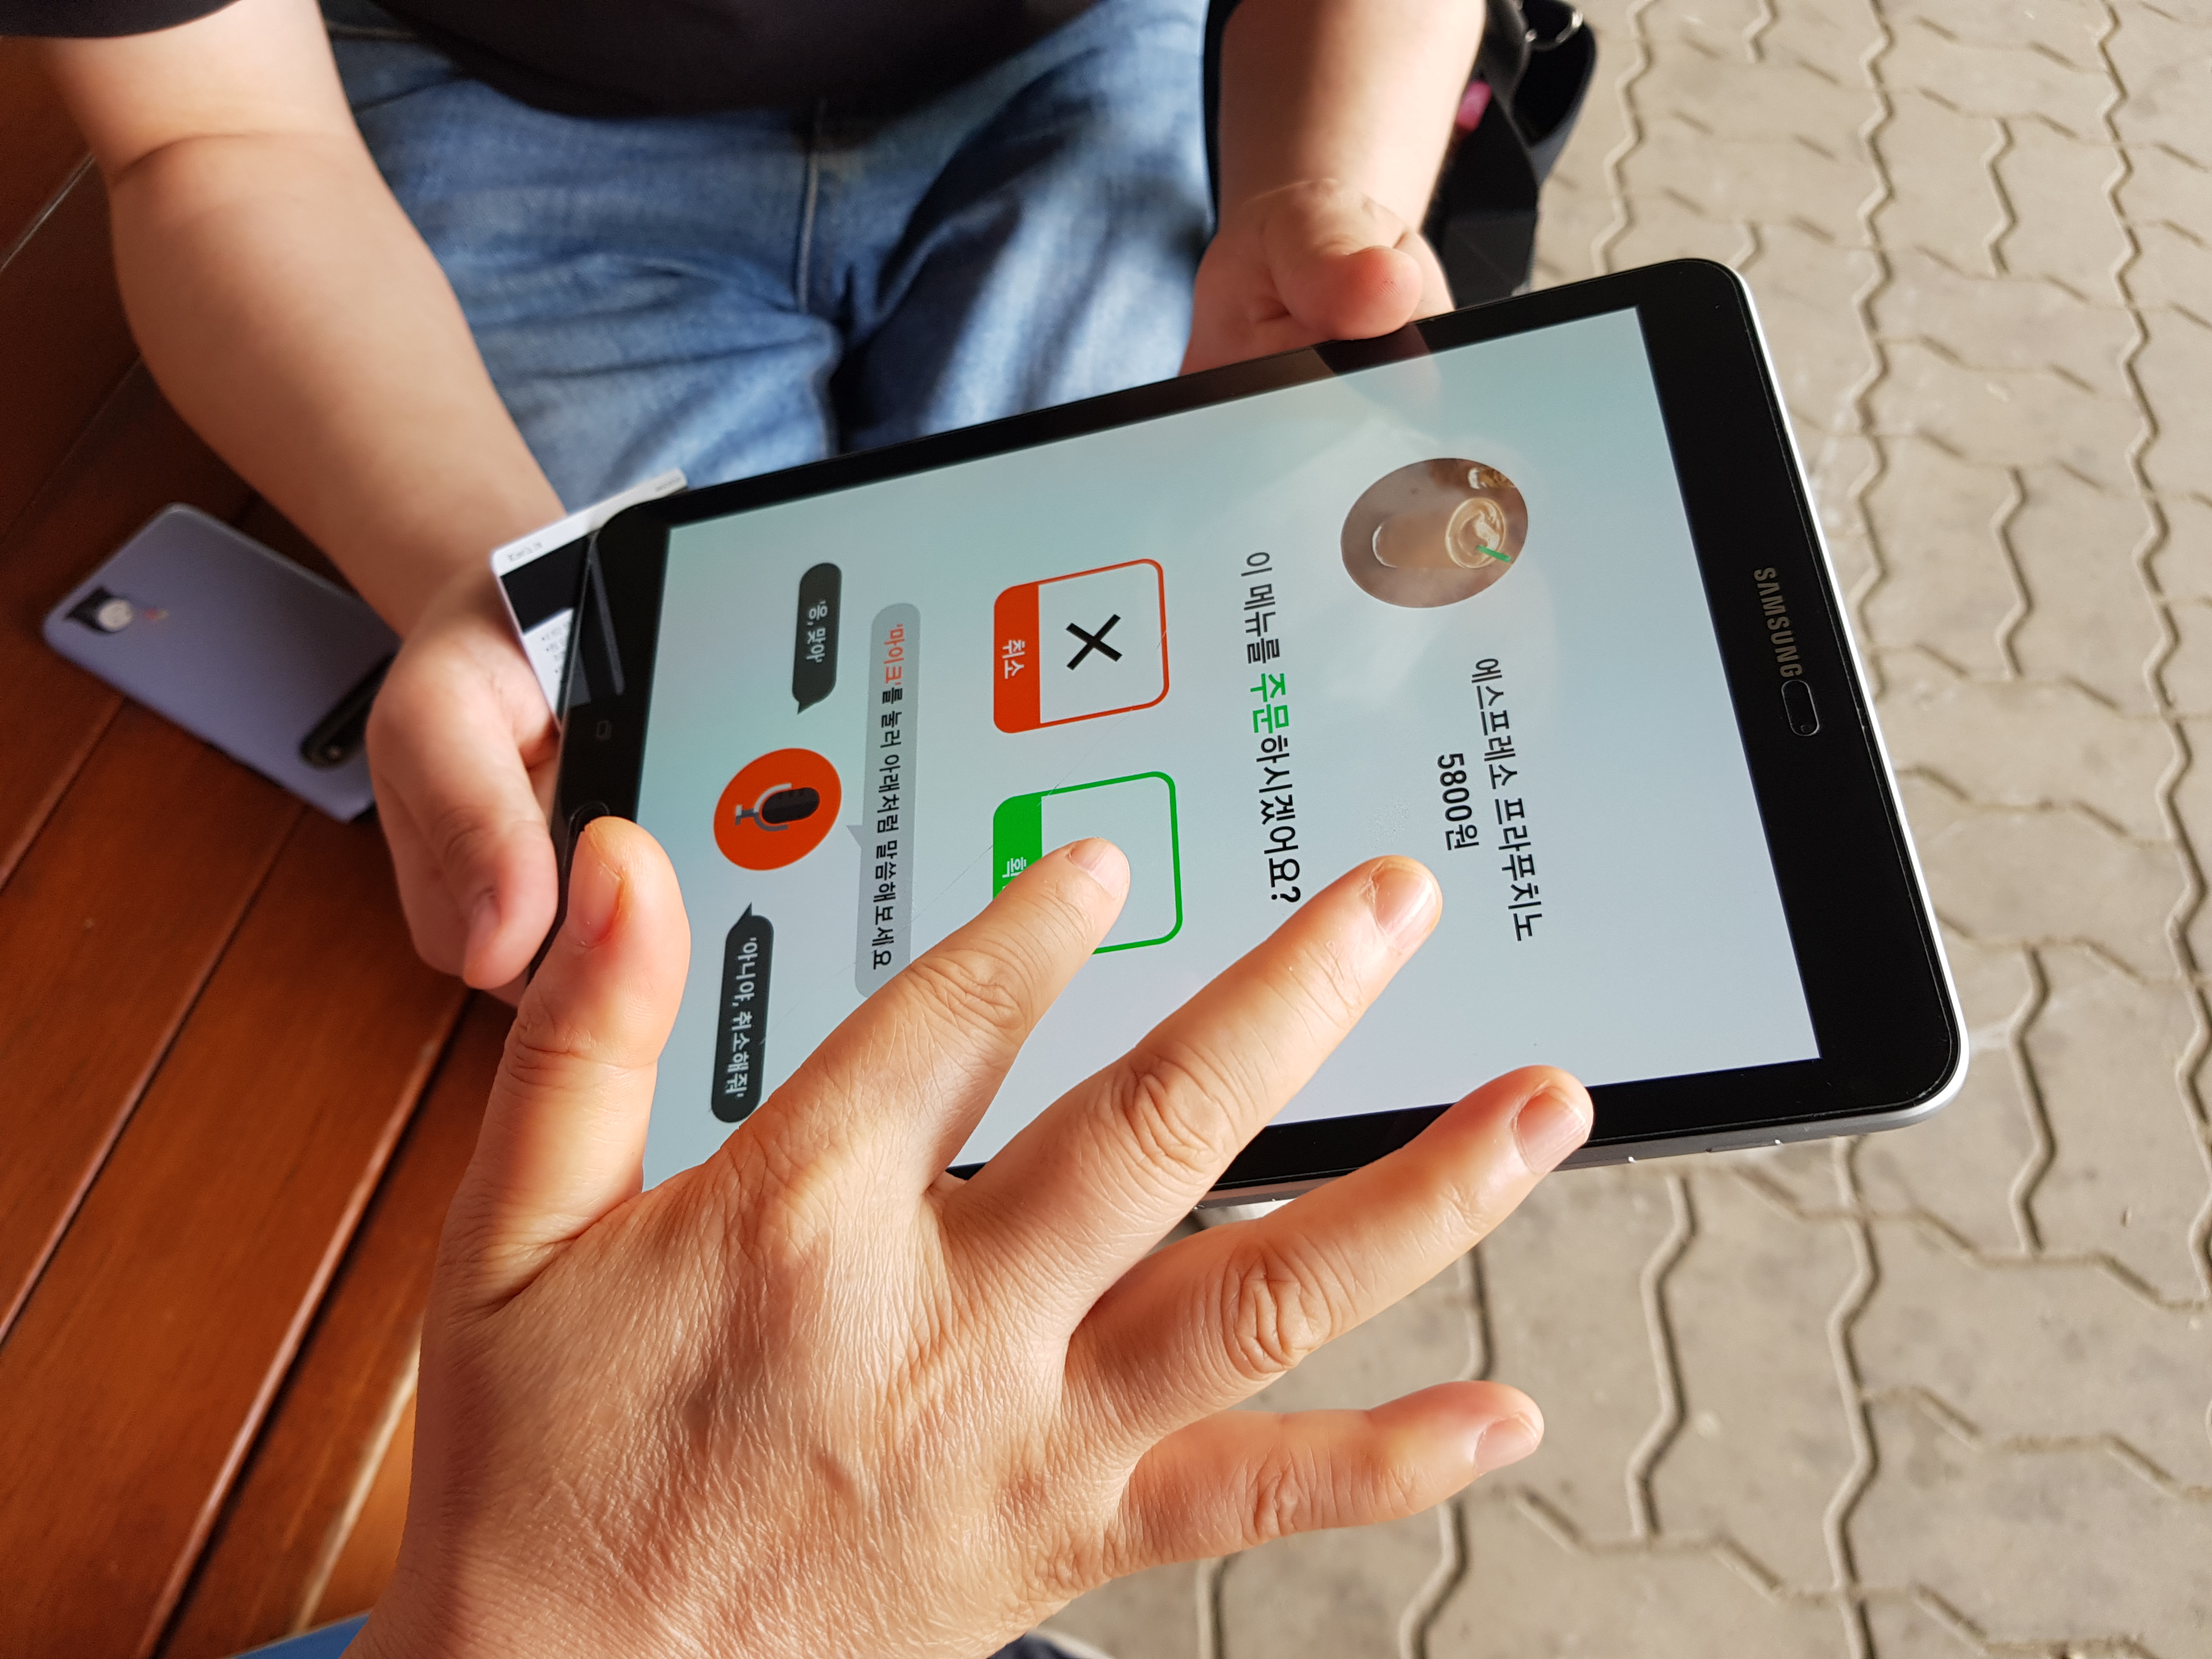 SAMSUNG
에스프레소 프라푸치노
5800원
이 메뉴를 주문하시겠어요?
취소
'마이크'를 눌러 아래처럼 말씀해보세요
'응, 맞아'
'아니야, 취소해줘'